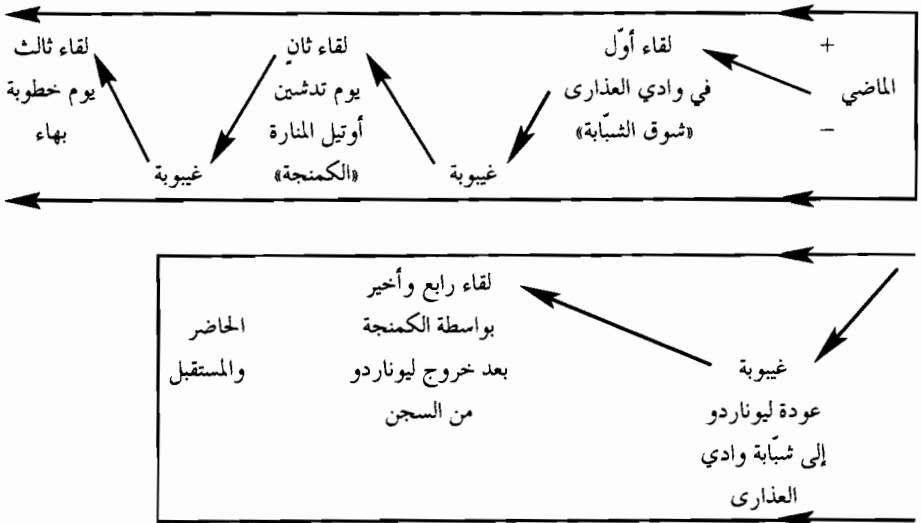 +
الماضي
–
لقاء أوّل
في وادي العذارى
«شوق الشبّابة»
غيبوبة
لقاء ثانٍ
يوم تدشين
أوتيل المنارة
«الكمنجة»
غيبوبة
لقاء ثالث
يوم خطوبة
بهاء
غيبوبة
عودة ليوناردو
إلى شبّابة وادي
العذارى
لقاء رابع وأخير
بواسطة الكمنجة
بعد خروج ليوناردو
من السجن
الحاضر
والمستقبل